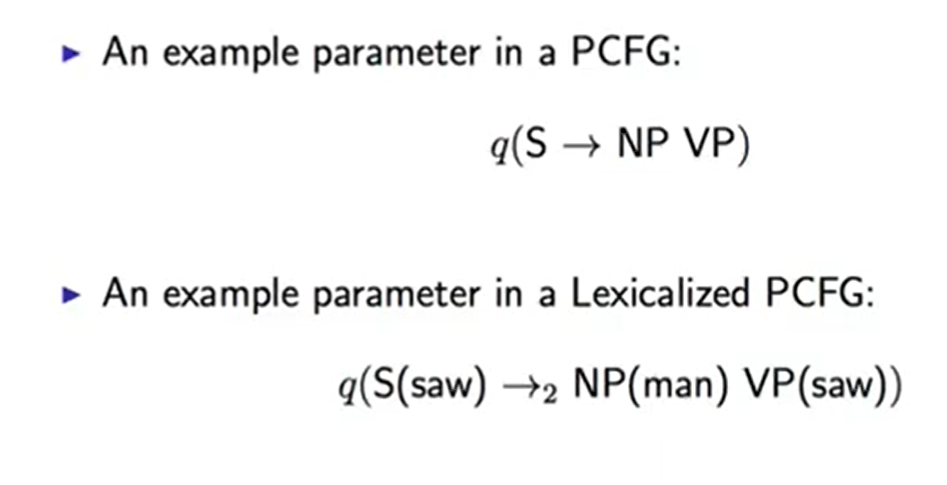 ▶ An example parameter in a PCFG:
q(S → NP VP)
▶ An example parameter in a Lexicalized PCFG:
q(S(saw) →₂ NP(man) VP(saw))